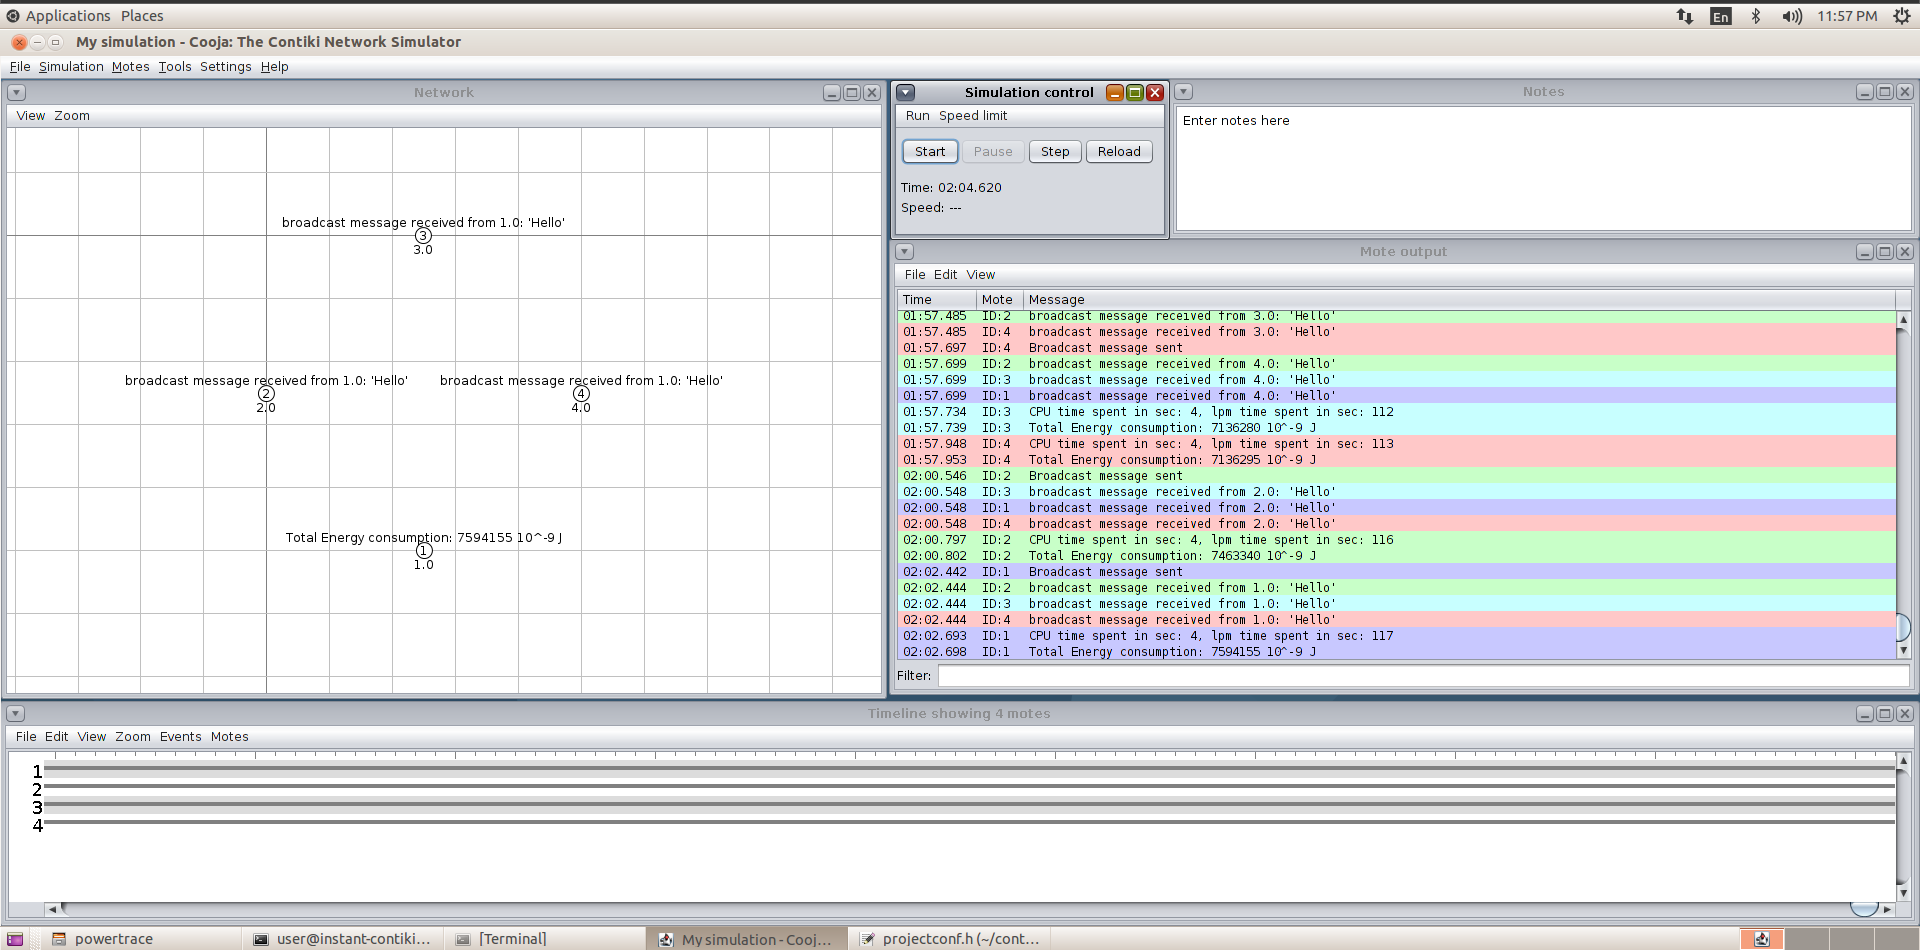 Applications Places
En
11:57 PM
My simulation - Cooja: The Contiki Network Simulator
File Simulation Motes Tools Settings Help
Network
View Zoom
broadcast message received from 1.0: 'Hello'
3
3.0
broadcast message received from 1.0: 'Hello'
2
2.0
broadcast message received from 1.0: 'Hello'
4
4.0
Total Energy consumption: 7594155 10^-9 J
1
1.0
Simulation control
Run Speed limit
Start Pause Step Reload
Time: 02:04.620
Speed: ---
Notes
Enter notes here
Mote output
File Edit View
Time Mote Message
01:57.485 ID:2 broadcast message received from 3.0: 'Hello'
01:57.485 ID:4 broadcast message received from 3.0: 'Hello'
01:57.697 ID:4 Broadcast message sent
01:57.699 ID:2 broadcast message received from 4.0: 'Hello'
01:57.699 ID:3 broadcast message received from 4.0: 'Hello'
01:57.699 ID:1 broadcast message received from 4.0: 'Hello'
01:57.734 ID:3 CPU time spent in sec: 4, lpm time spent in sec: 112
01:57.739 ID:3 Total Energy consumption: 7136280 10^-9 J
01:57.948 ID:4 CPU time spent in sec: 4, lpm time spent in sec: 113
01:57.953 ID:4 Total Energy consumption: 7136295 10^-9 J
02:00.546 ID:2 Broadcast message sent
02:00.548 ID:3 broadcast message received from 2.0: 'Hello'
02:00.548 ID:1 broadcast message received from 2.0: 'Hello'
02:00.548 ID:4 broadcast message received from 2.0: 'Hello'
02:00.797 ID:2 CPU time spent in sec: 4, lpm time spent in sec: 116
02:00.802 ID:2 Total Energy consumption: 7463340 10^-9 J
02:02.442 ID:1 Broadcast message sent
02:02.444 ID:2 broadcast message received from 1.0: 'Hello'
02:02.444 ID:3 broadcast message received from 1.0: 'Hello'
02:02.444 ID:4 broadcast message received from 1.0: 'Hello'
02:02.693 ID:1 CPU time spent in sec: 4, lpm time spent in sec: 117
02:02.698 ID:1 Total Energy consumption: 7594155 10^-9 J
Filter:
Timeline showing 4 motes
File Edit View Zoom Events Motes
1
2
3
4
powertrace
user@instant-contiki...
[Terminal]
My simulation - Cooj...
projectconf.h (~/cont...